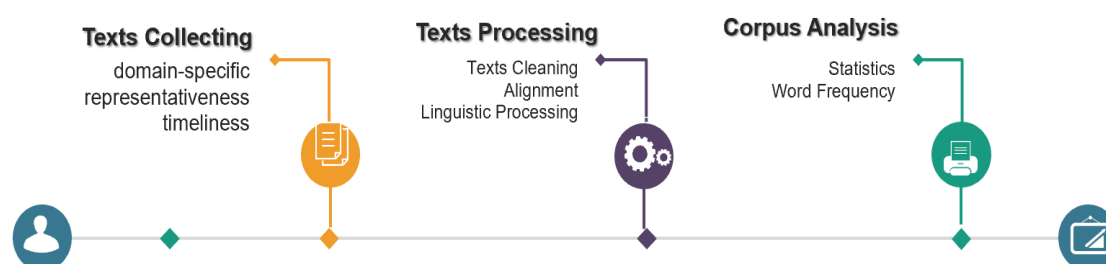 Texts Collecting
domain-specific
representativeness
timeliness
Texts Processing
Texts Cleaning
Alignment
Linguistic Processing
Corpus Analysis
Statistics
Word Frequency